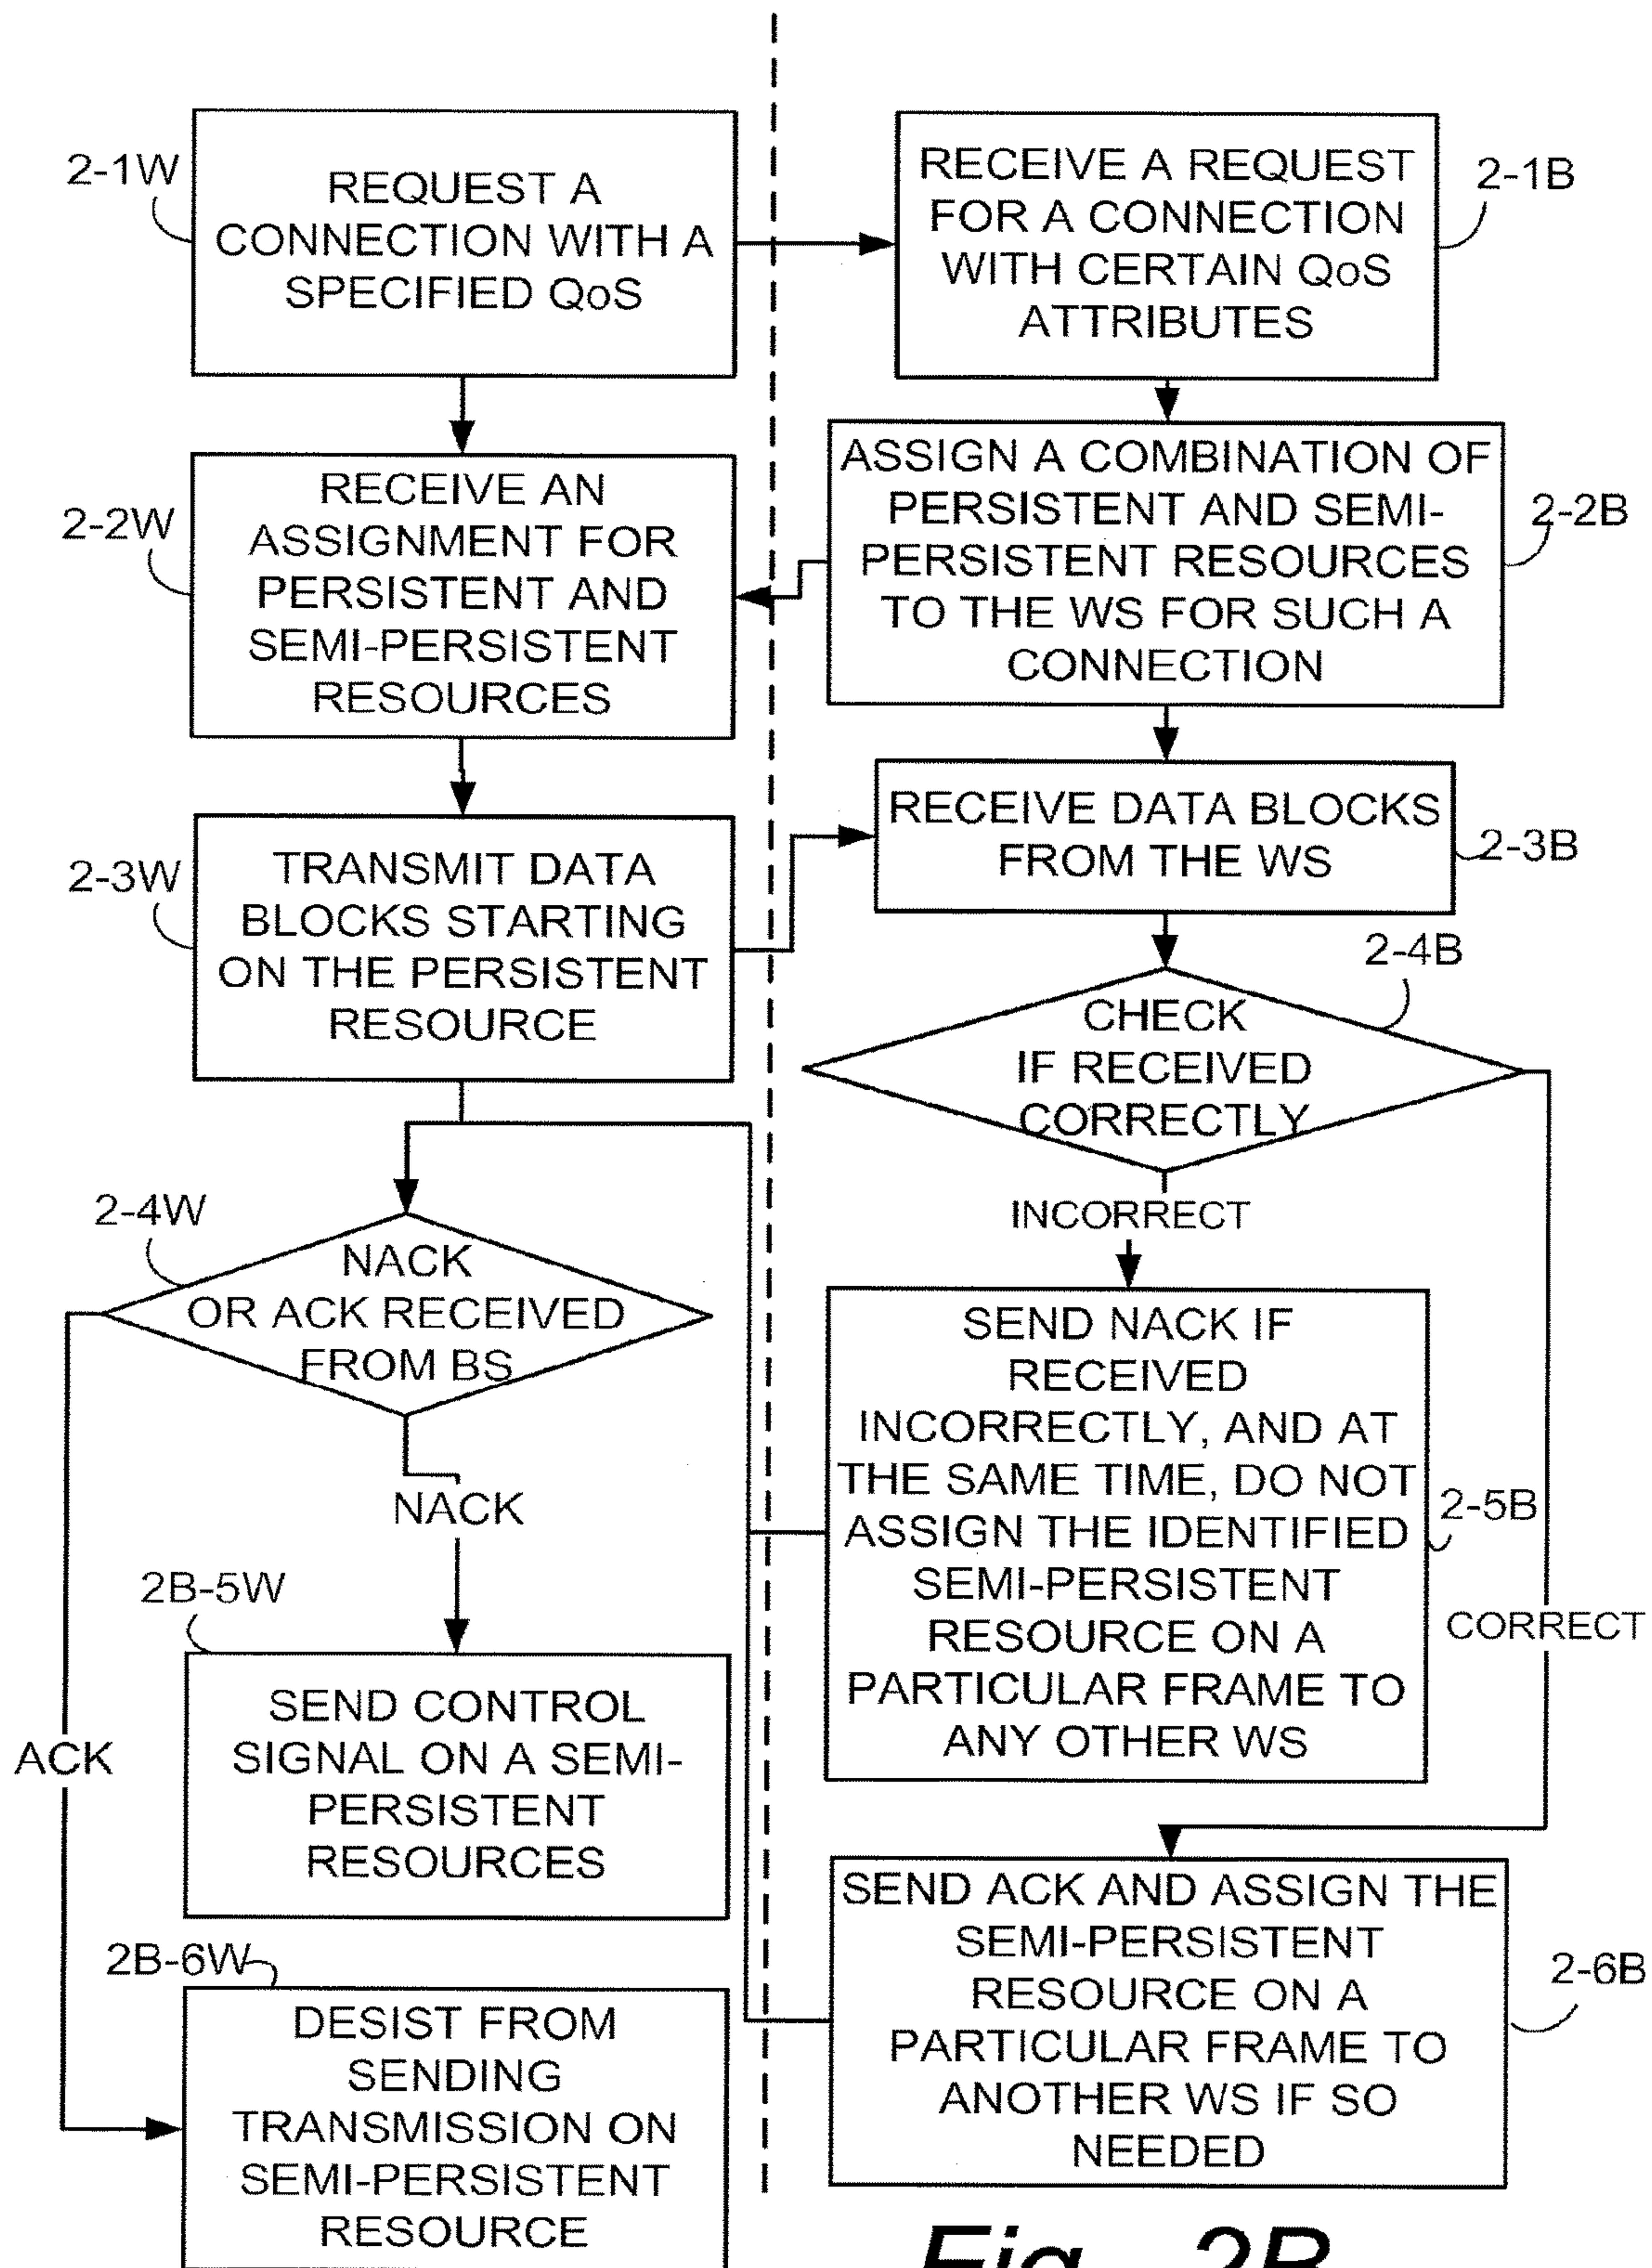 2-1W
REQUEST A
CONNECTION WITH A
SPECIFIED QoS
RECEIVE A REQUEST
FOR A CONNECTION
WITH CERTAIN QoS
ATTRIBUTES
2-1B
2-2W
RECEIVE AN
ASSIGNMENT FOR
PERSISTENT AND
SEMI-PERSISTENT
RESOURCES
ASSIGN A COMBINATION OF
PERSISTENT AND SEMI-
PERSISTENT RESOURCES
TO THE WS FOR SUCH A
CONNECTION
2-2B
2-3W
TRANSMIT DATA
BLOCKS STARTING
ON THE PERSISTENT
RESOURCE
RECEIVE DATA BLOCKS
FROM THE WS
2-3B
2-4B
CHECK
IF RECEIVED
CORRECTLY
INCORRECT
CORRECT
2-4W
NACK
OR ACK RECEIVED
FROM BS
NACK
ACK
SEND NACK IF
RECEIVED
INCORRECTLY, AND AT
THE SAME TIME, DO NOT
ASSIGN THE IDENTIFIED
SEMI-PERSISTENT
RESOURCE ON A
PARTICULAR FRAME TO
ANY OTHER WS
2-5B
2B-5W
SEND CONTROL
SIGNAL ON A SEMI-
PERSISTENT
RESOURCES
SEND ACK AND ASSIGN THE
SEMI-PERSISTENT
RESOURCE ON A
PARTICULAR FRAME TO
ANOTHER WS IF SO
NEEDED
2-6B
2B-6W
DESIST FROM
SENDING
TRANSMISSION ON
SEMI-PERSISTENT
RESOURCE
Fig. 2B